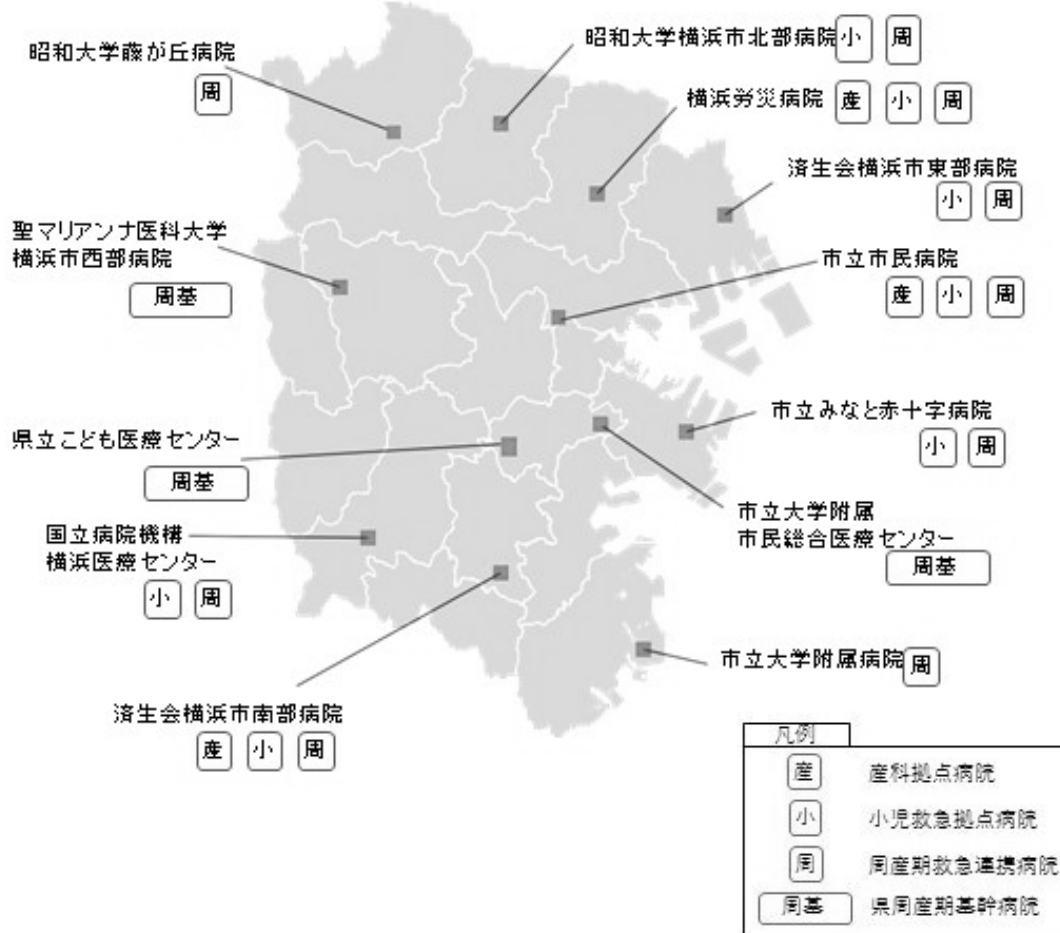 昭和大学藤が丘病院
周
昭和大学横浜市北部病院 小 周
横浜労災病院 産 小 周
済生会横浜市東部病院
小 周
聖マリアンナ医科大学
横浜市西部病院
周基
市立市民病院
産 小 周
市立みなと赤十字病院
小 周
県立こども医療センター
周基
市立大学附属
市民総合医療センター
周基
国立病院機構
横浜医療センター
小 周
市立大学附属病院 周
済生会横浜市南部病院
産 小 周
凡例
産 産科拠点病院
小 小児救急拠点病院
周 周産期救急連携病院
周基 県周産期基幹病院